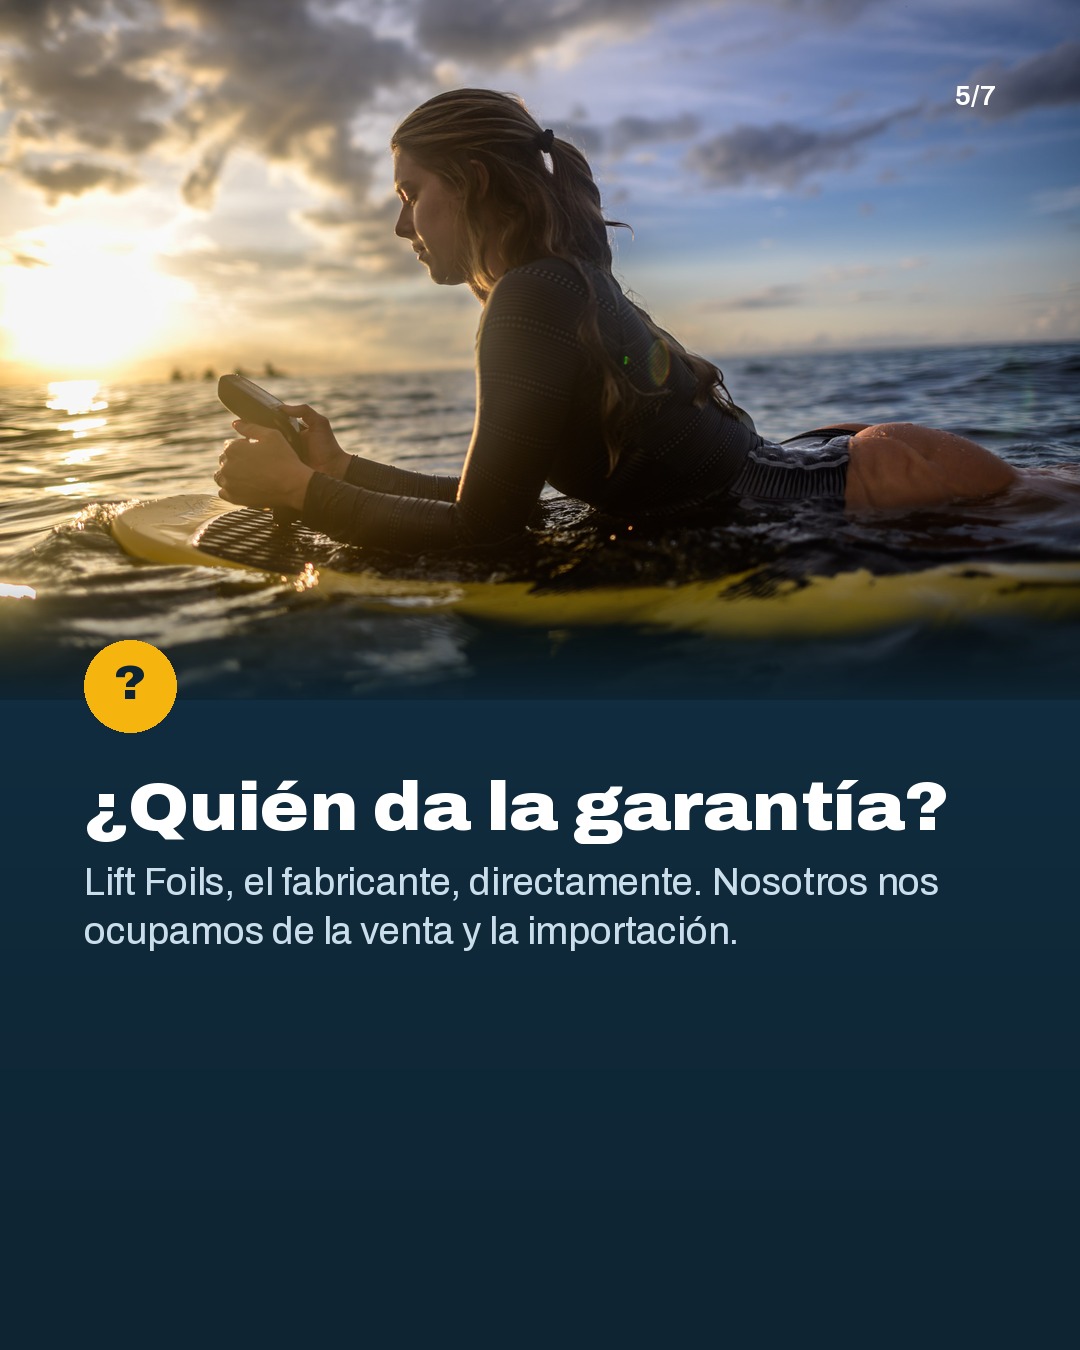 5/7
?
¿Quién da la garantía?
Lift Foils, el fabricante, directamente. Nosotros nos
ocupamos de la venta y la importación.